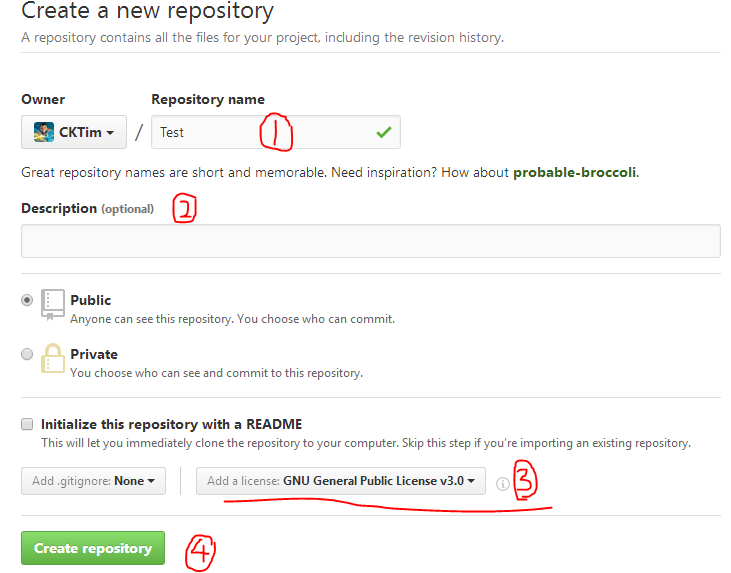 Create a new repository
A repository contains all the files for your project, including the revision history.
Owner Repository name
CKTim / Test 1
Great repository names are short and memorable. Need inspiration? How about probable-broccoli.
Description (optional) 2
Public
Anyone can see this repository. You choose who can commit.
Private
You choose who can see and commit to this repository.
Initialize this repository with a README
This will let you immediately clone the repository to your computer. Skip this step if you're importing an existing repository.
Add .gitignore: None Add a license: GNU General Public License v3.0 3
Create repository 4